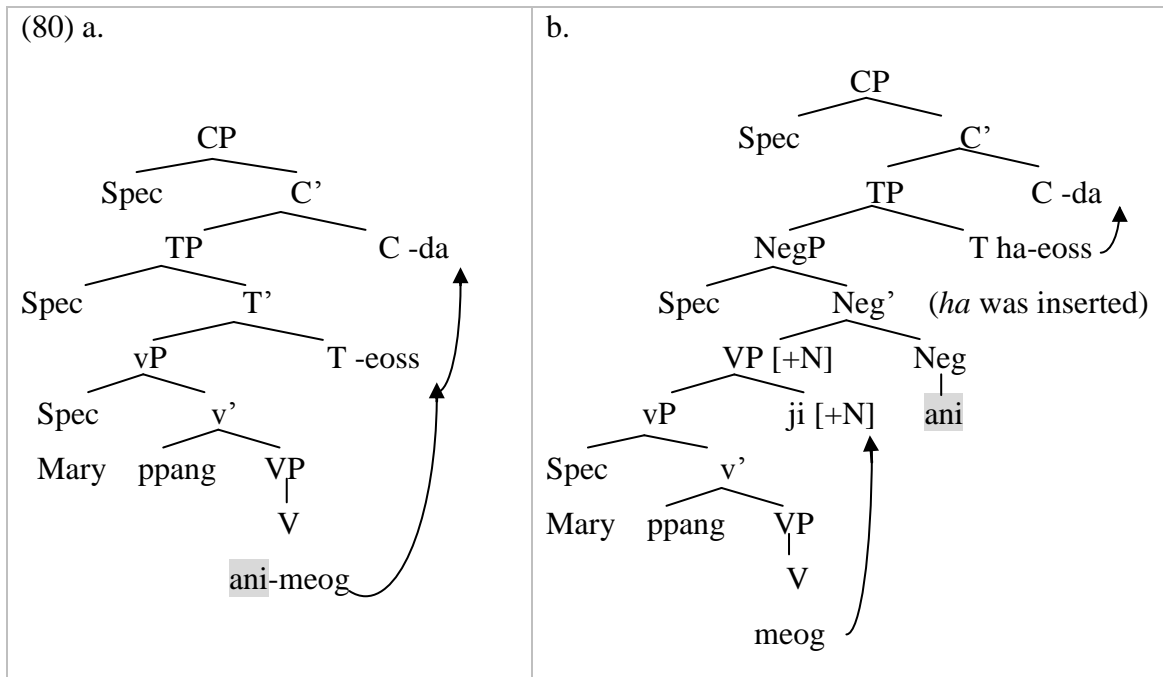 (80) a.
CP
Spec C’
TP C -da
Spec T’
vP T -eoss
Spec v’
Mary ppang VP
V
ani-meog
b.
CP
Spec C’
TP C -da
NegP T ha-eoss
Spec Neg’ (ha was inserted)
VP [+N] Neg
vP ji [+N] ani
Spec v’
Mary ppang VP
V
meog